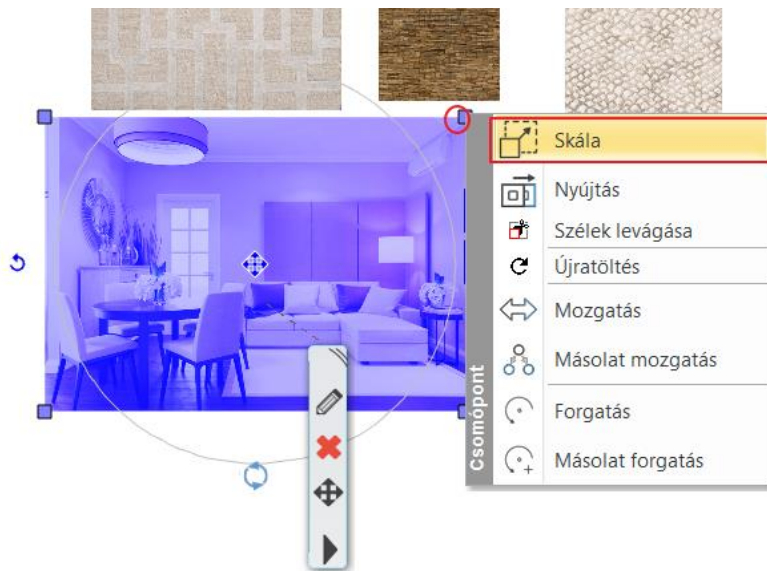 Skála
Nyújtás
Szélek levágása
Újratöltés
Mozgatás
Másolat mozgatás
Forgatás
Másolat forgatás
Csomópont